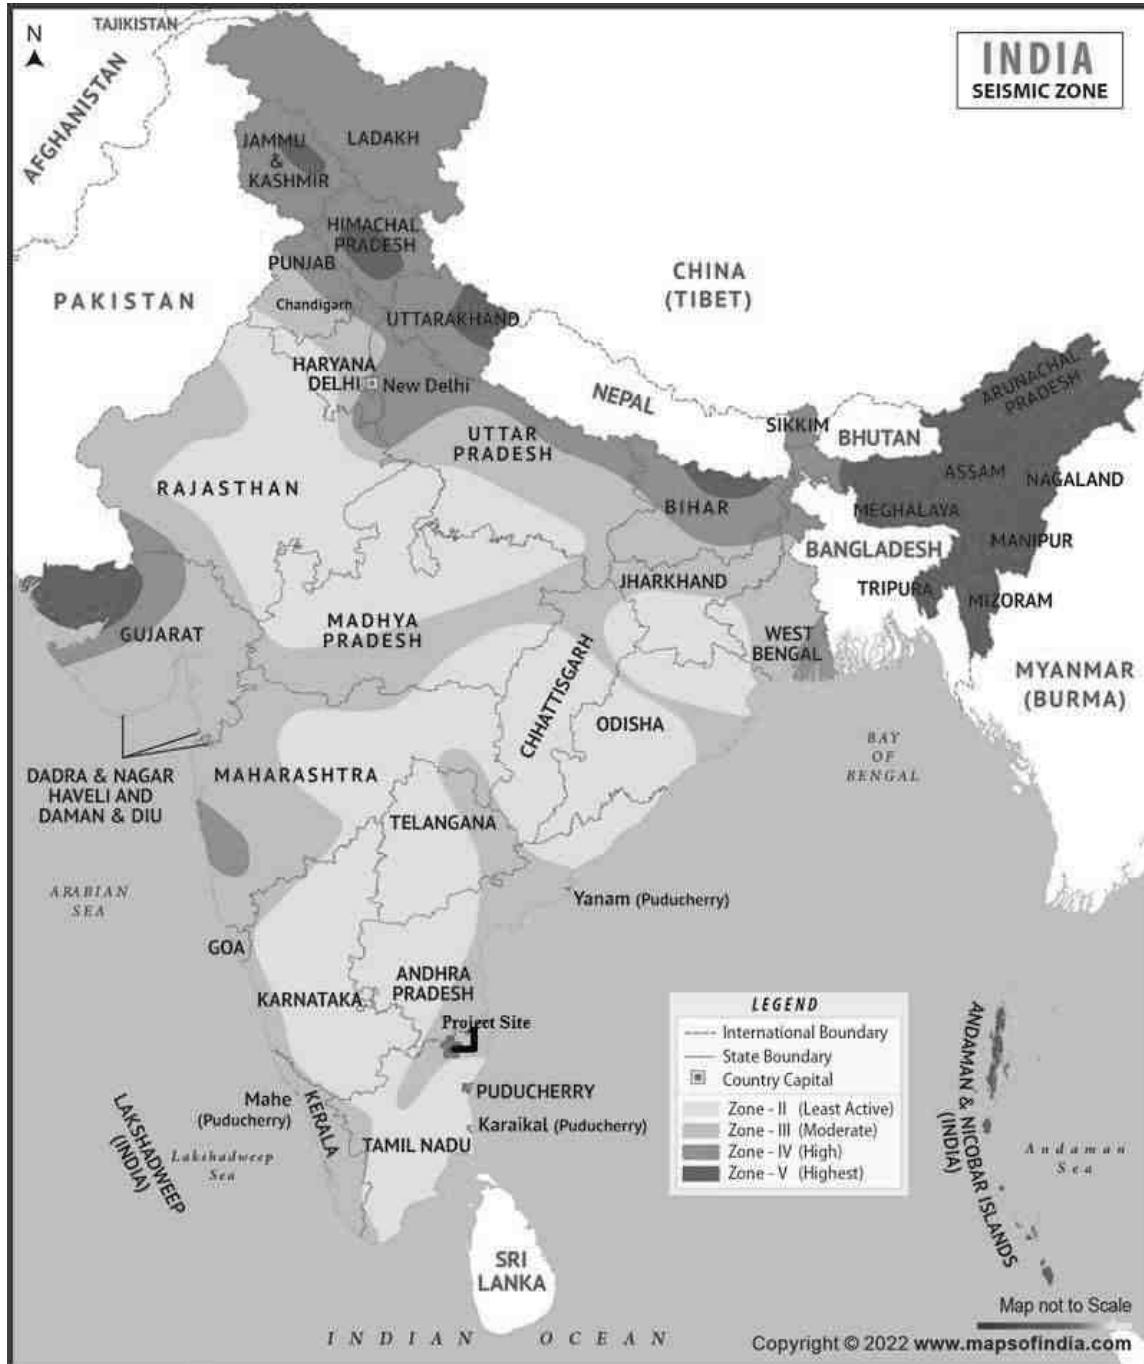 TAJIKISTAN
N
INDIA
SEISMIC ZONE
AFGHANISTAN
JAMMU
&
KASHMIR
LADAKH
HIMACHAL
PRADESH
PUNJAB
CHINA
(TIBET)
PAKISTAN
Chandigarh
UTTARAKHAND
HARYANA
DELHI
New Delhi
NEPAL
ARUNACHAL
PRADESH
SIKKIM
BHUTAN
UTTAR
PRADESH
RAJASTHAN
ASSAM
NAGALAND
BIHAR
MEGHALAYA
MANIPUR
BANGLADESH
JHARKHAND
TRIPURA
MIZORAM
GUJARAT
MADHYA
PRADESH
WEST
BENGAL
CHHATTISGARH
MYANMAR
(BURMA)
ODISHA
BAY
OF
BENGAL
DADRA & NAGAR
HAVELI AND
DAMAN & DIU
MAHARASHTRA
TELANGANA
ARABIAN
SEA
Yanam (Puducherry)
GOA
ANDHRA
PRADESH
KARNATAKA
Project Site
LEGEND
International Boundary
State Boundary
Country Capital
Zone - II (Least Active)
Zone - III (Moderate)
Zone - IV (High)
Zone - V (Highest)
ANDAMAN & NICOBAR ISLANDS
(INDIA)
Andaman
Sea
Mahe
(Puducherry)
KERALA
PUDUCHERRY
Karaikal (Puducherry)
TAMIL NADU
LAKSHADWEEP
(INDIA)
Lakshadweep
Sea
SRI
LANKA
Map not to Scale
INDIAN OCEAN
Copyright © 2022 www.mapsofindia.com